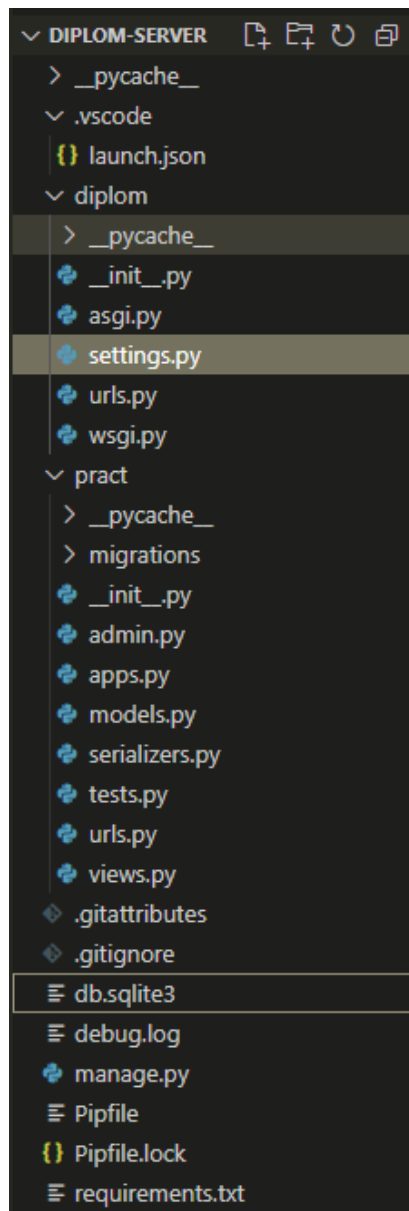 DIPLOM-SERVER
__pycache__
.vscode
{} launch.json
diplom
__pycache__
__init__.py
asgi.py
settings.py
urls.py
wsgi.py
pract
__pycache__
migrations
__init__.py
admin.py
apps.py
models.py
serializers.py
tests.py
urls.py
views.py
.gitattributes
.gitignore
db.sqlite3
debug.log
manage.py
Pipfile
{} Pipfile.lock
requirements.txt